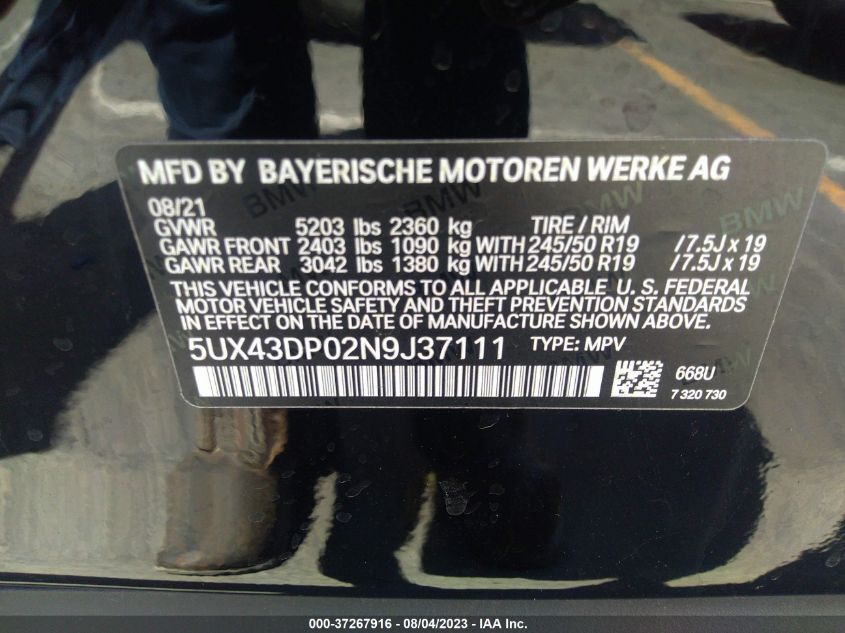 MFD BY BAYERISCHE MOTOREN WERKE AG
08/21
GVWR 5203 lbs 2360 kg TIRE / RIM
GAWR FRONT 2403 lbs 1090 kg WITH 245/50 R19 /7.5J x 19
GAWR REAR 3042 lbs 1380 kg WITH 245/50 R19 /7.5J x 19
THIS VEHICLE CONFORMS TO ALL APPLICABLE U. S. FEDERAL
MOTOR VEHICLE SAFETY AND THEFT PREVENTION STANDARDS
IN EFFECT ON THE DATE OF MANUFACTURE SHOWN ABOVE.
5UX43DP02N9J37111 TYPE: MPV
668U
7 320 730
BMW
BMW
BMW
000-37267916 - 08/04/2023 - IAA Inc.